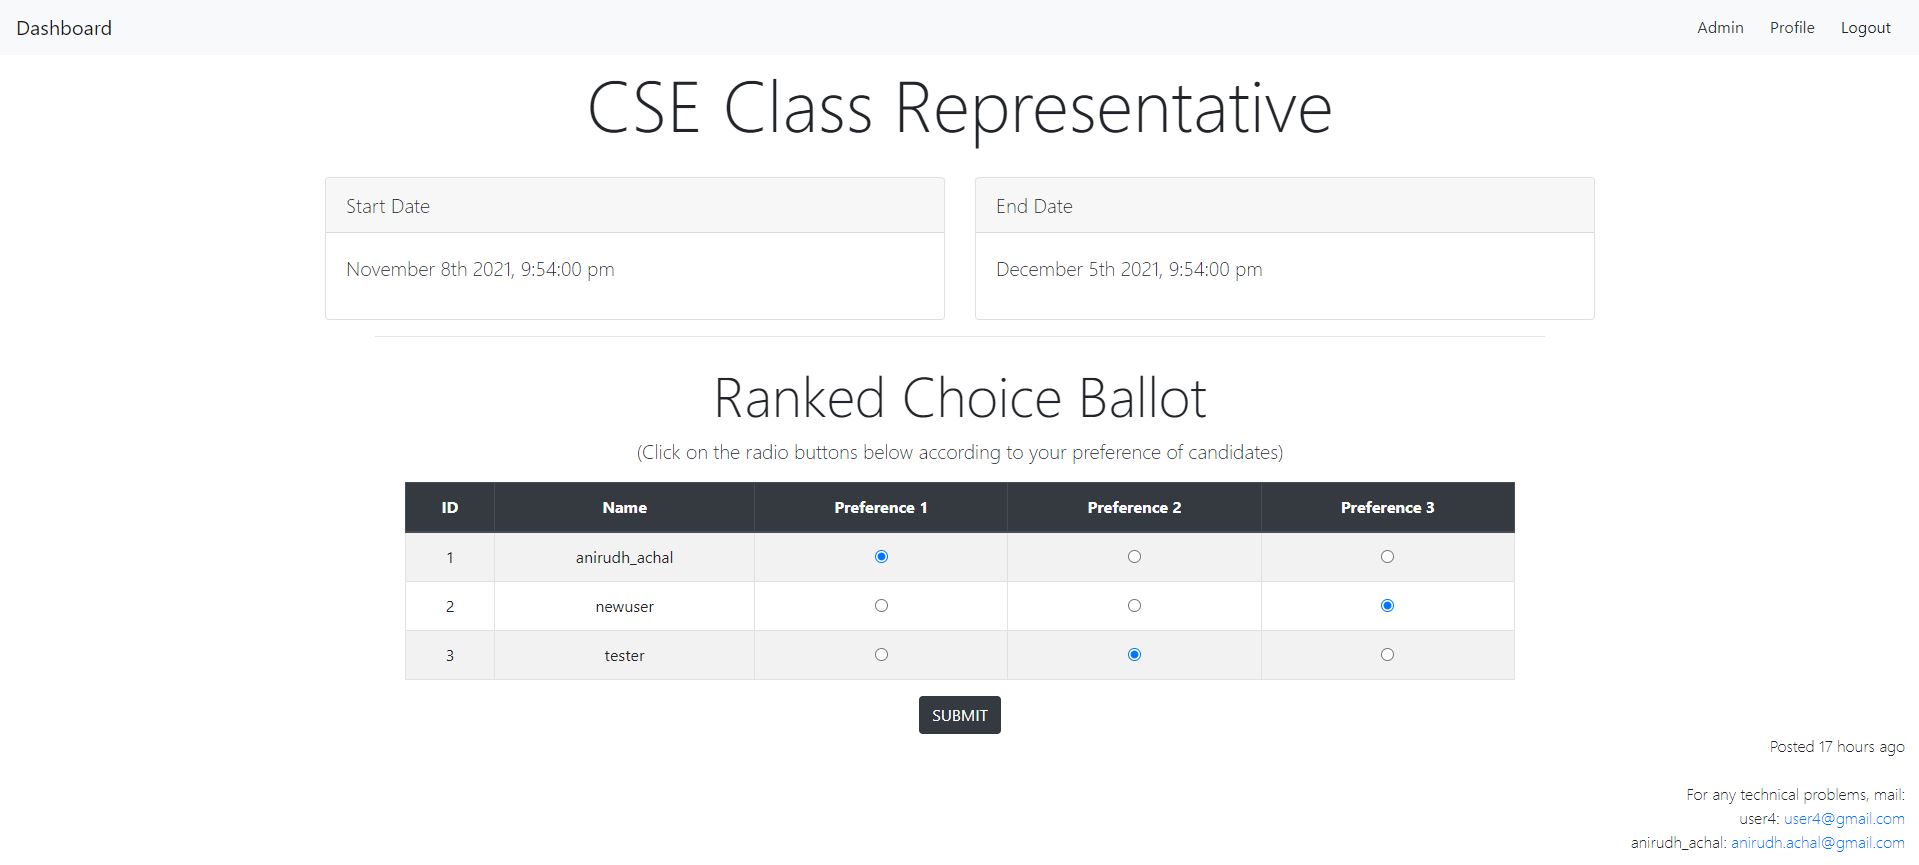 Dashboard Admin Profile Logout
CSE Class Representative
Start Date End Date
November 8th 2021, 9:54:00 pm December 5th 2021, 9:54:00 pm
Ranked Choice Ballot
(Click on the radio buttons below according to your preference of candidates)
ID Name Preference 1 Preference 2 Preference 3
1 anirudh_achal
2 newuser
3 tester
SUBMIT
Posted 17 hours ago
For any technical problems, mail:
user4: user4@gmail.com
anirudh_achal: anirudh.achal@gmail.com